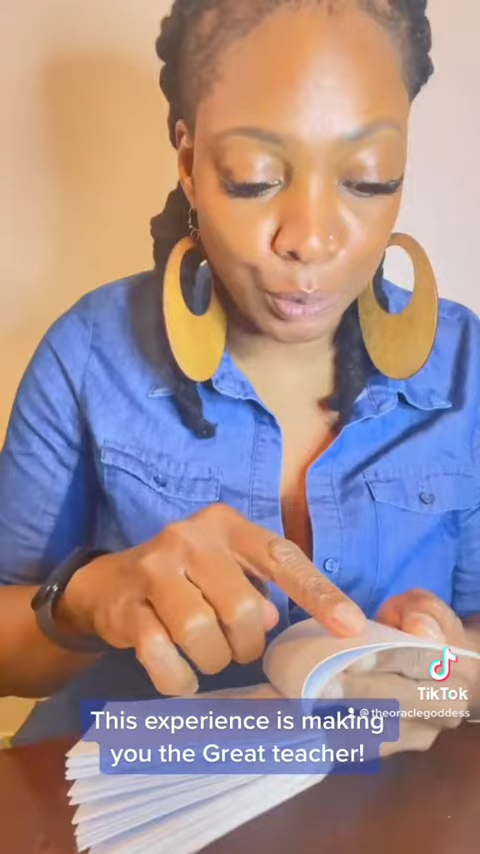 TikTok
@theoraclegoddess
This experience is making
you the Great teacher!